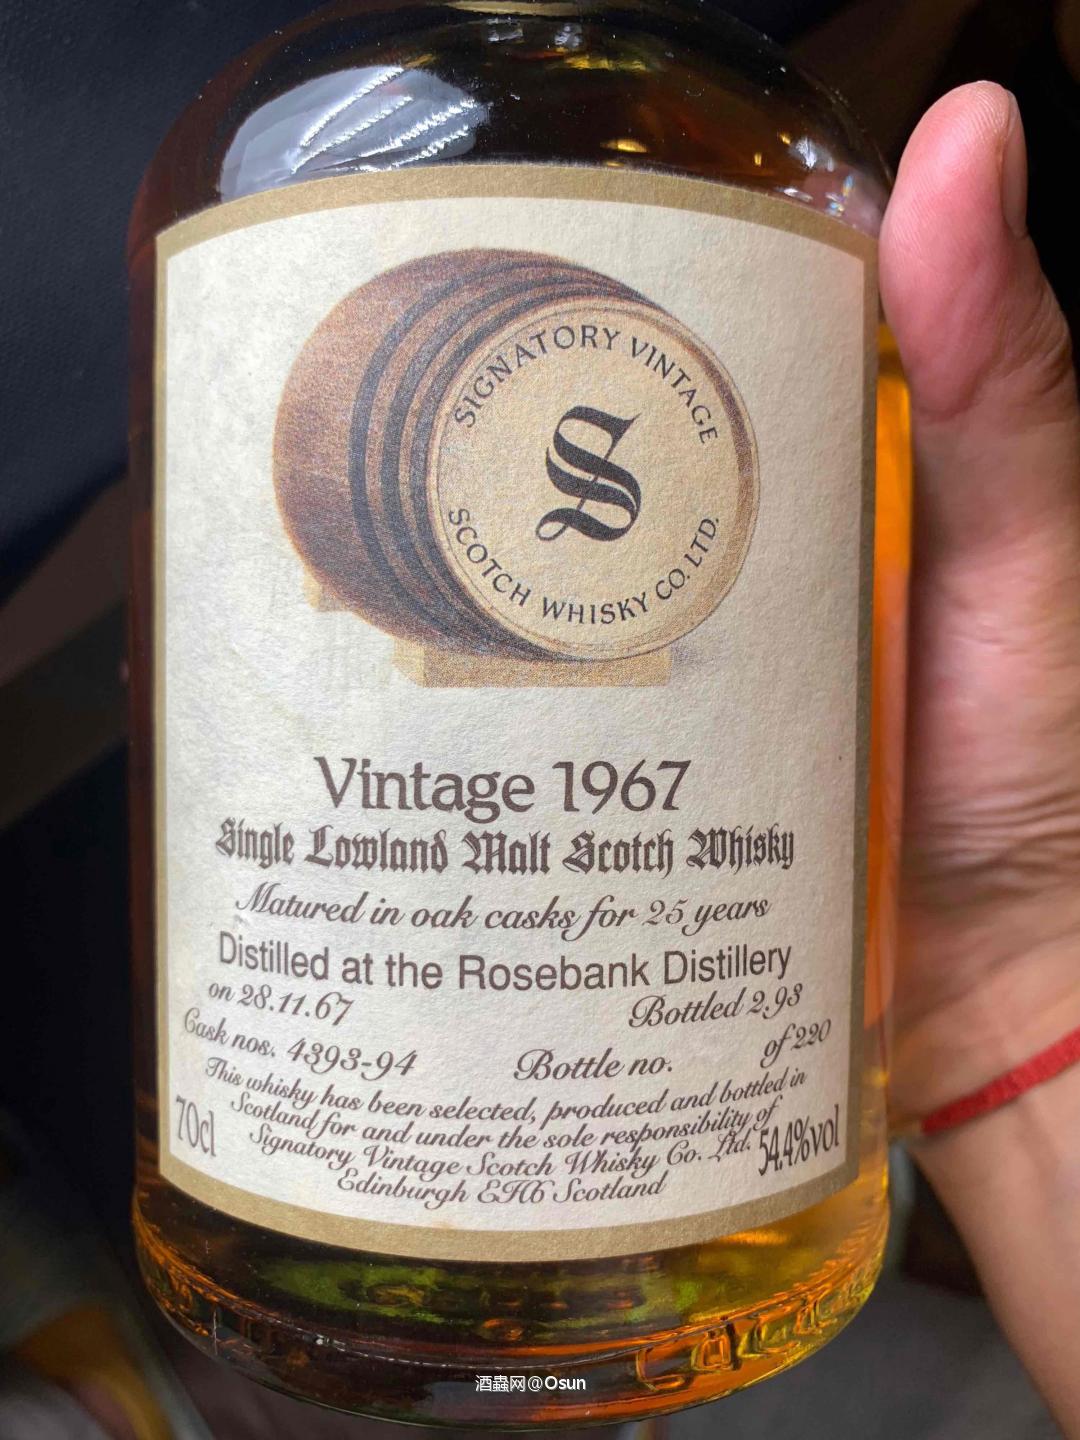 SIGNATORY VINTAGE
S
SCOTCH WHISKY CO. LTD.
Vintage 1967
Single Lowland Malt Scotch Whisky
Matured in oak casks for 25 years
Distilled at the Rosebank Distillery
on 28.11.67 Bottled 2.93
Cask nos. 4393-94 Bottle no. of 220
This whisky has been selected, produced and bottled in
Scotland for and under the sole responsibility of
70cl Signatory Vintage Scotch Whisky Co. Ltd. 54.4%vol
Edinburgh EH6 Scotland
酒蟲网@Osun